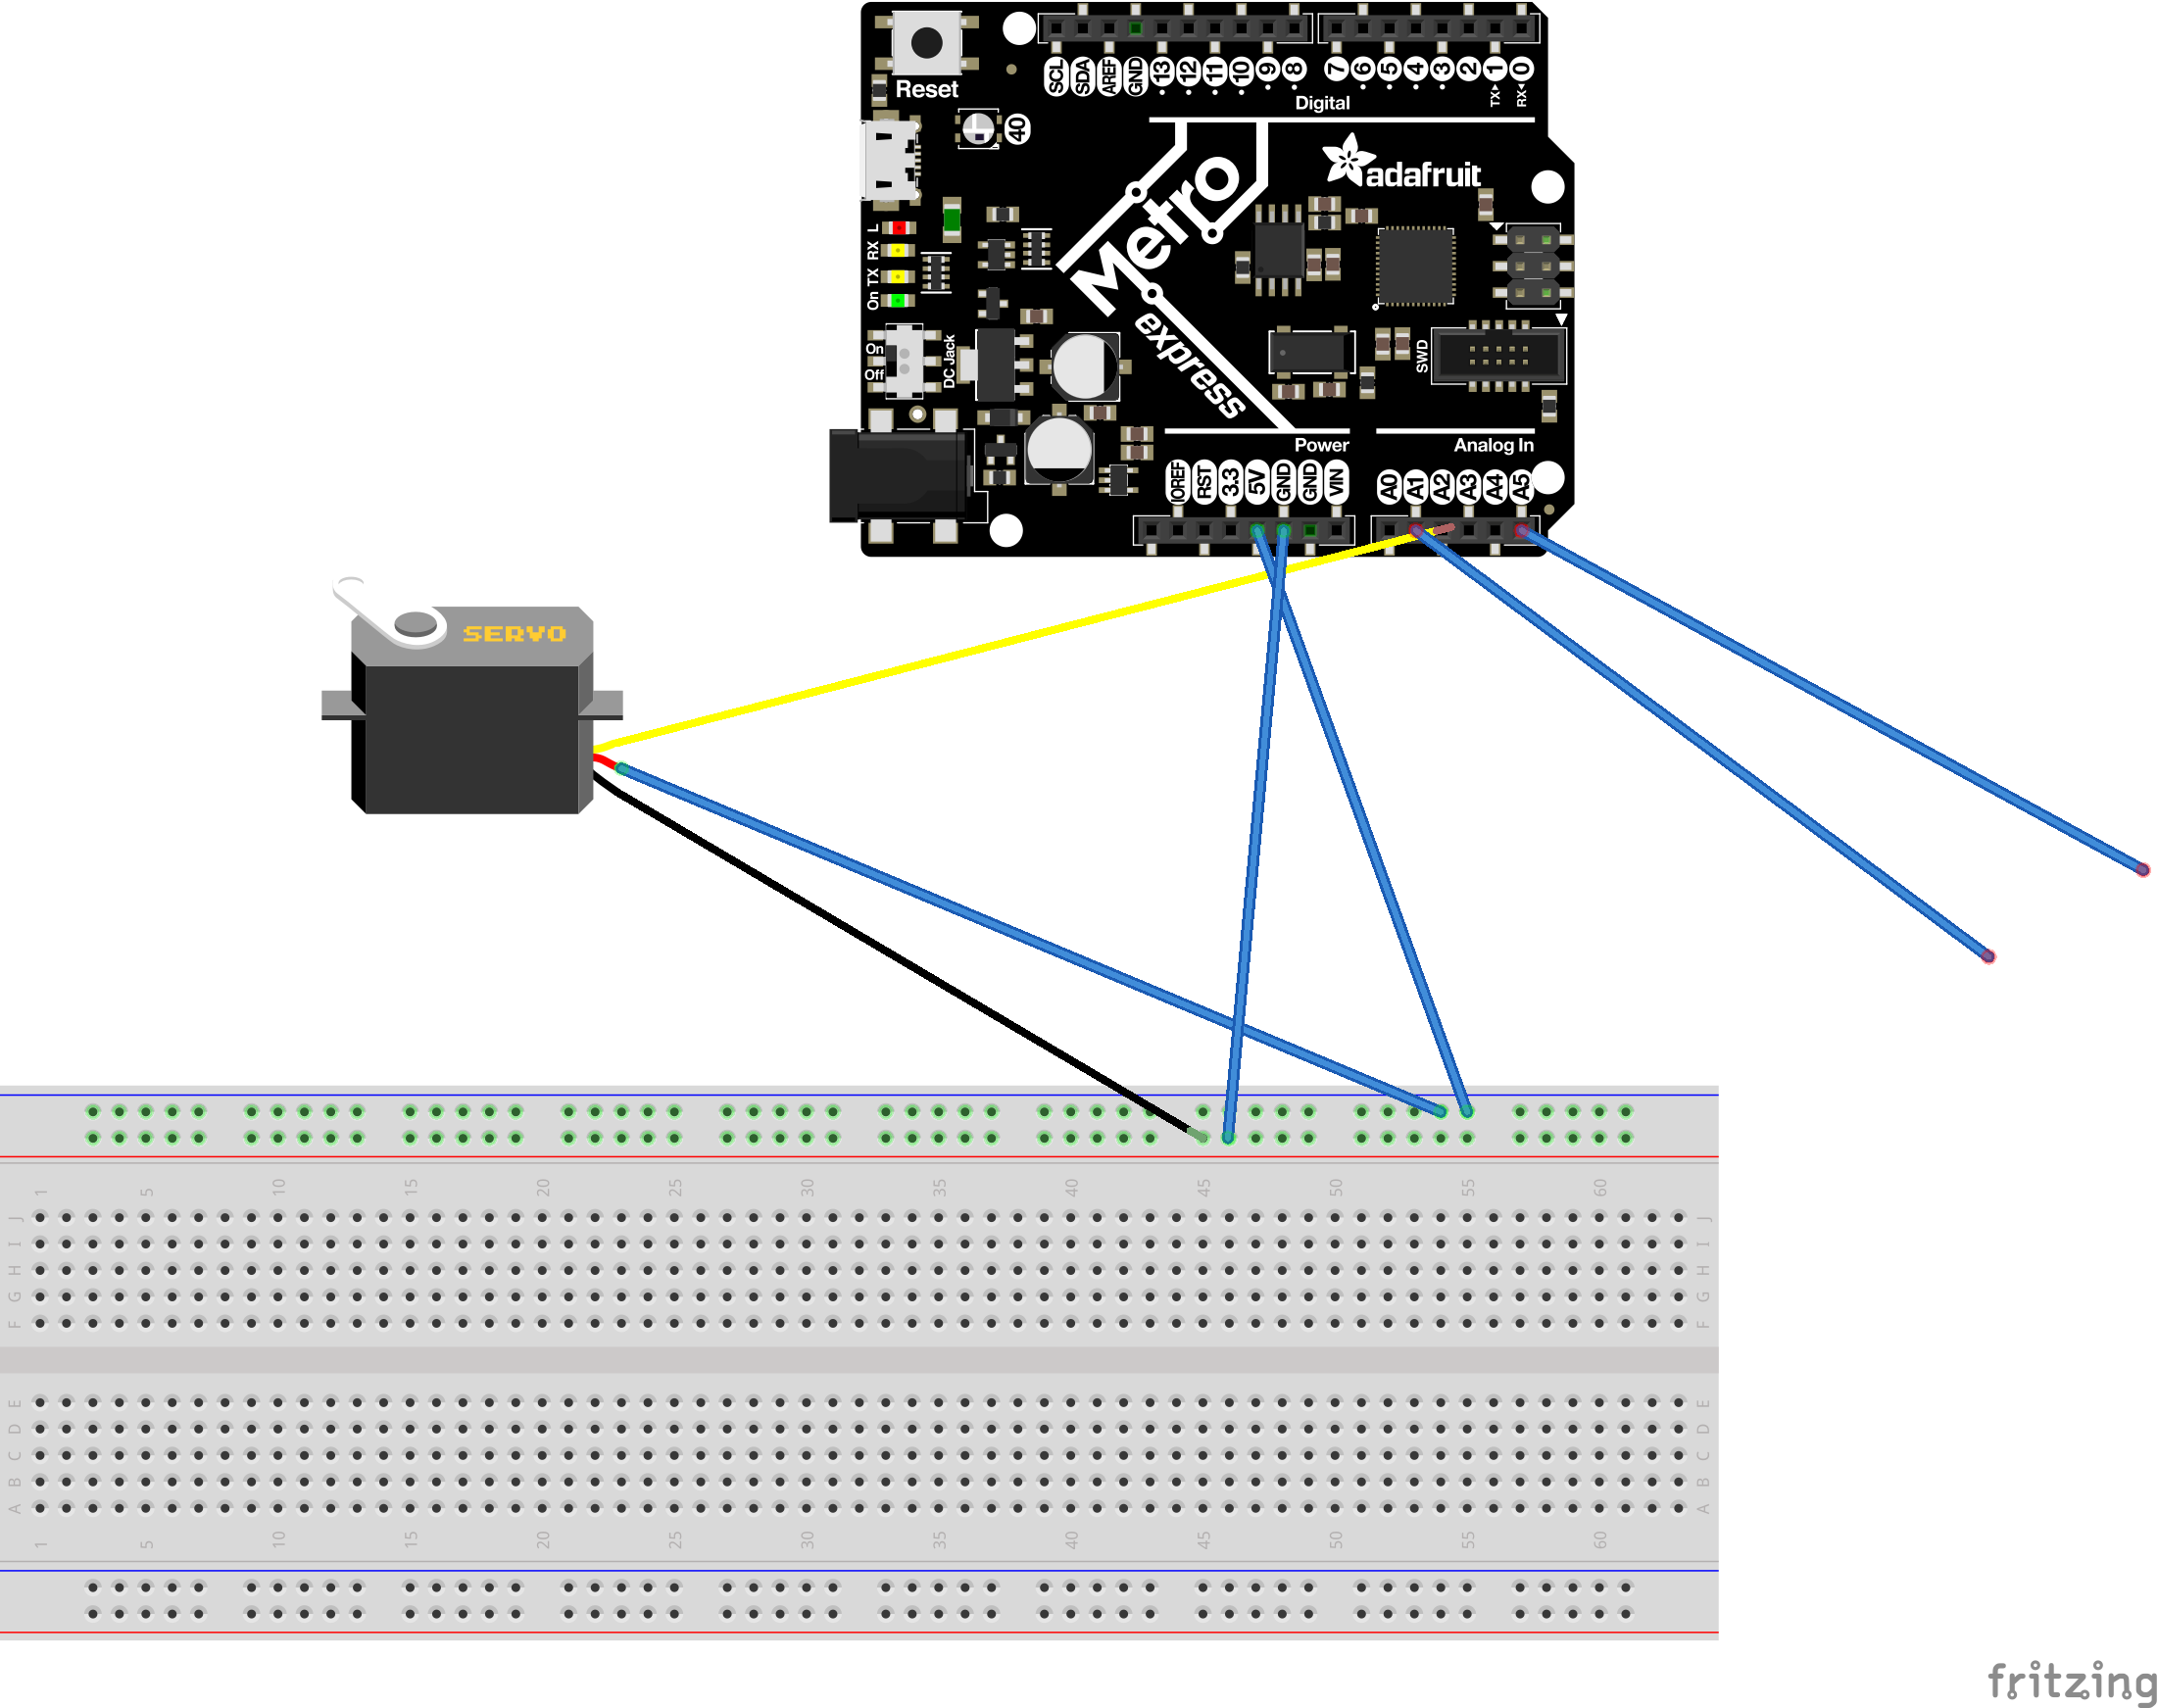 SCL SDA AREF GND 13 12 11 10 9 8 7 6 5 4 3 2 TX 1 RX 0
Digital
Reset
40
adafruit
Metro
express
L
RX
TX
On
On
Off
DC Jack
SWD
Power
Analog In
IOREF RST 3.3 5V GND GND VIN A0 A1 A2 A3 A4 A5
SERVO
1 5 10 15 20 25 30 35 40 45 50 55 60
J J
I I
H H
G G
F F
E E
D D
C C
B B
A A
1 5 10 15 20 25 30 35 40 45 50 55 60
fritzing